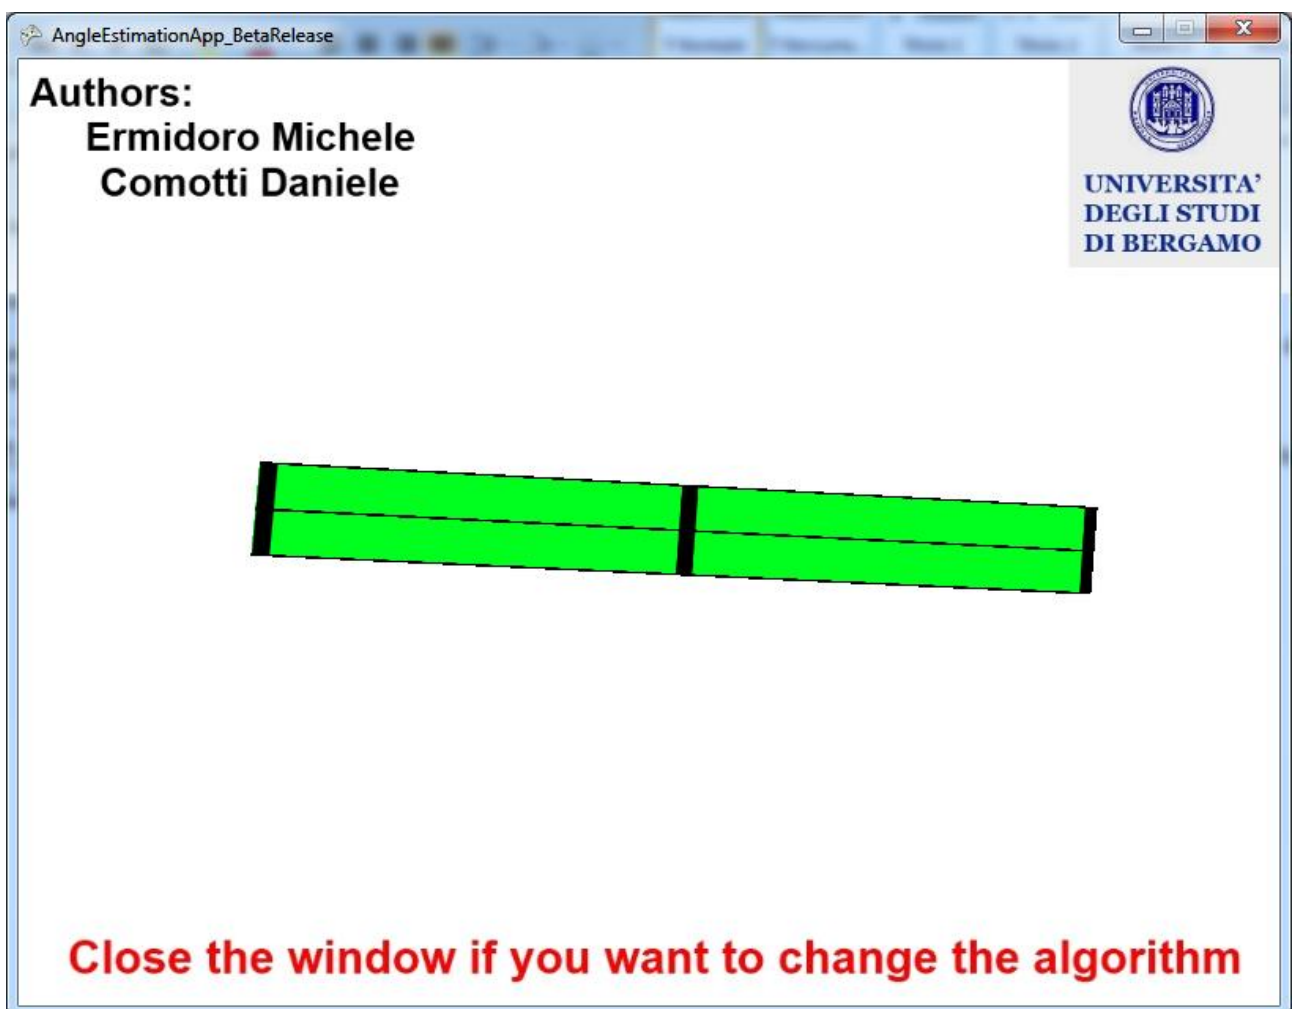 AngleEstimationApp_BetaRelease
Authors:
Ermidoro Michele
Comotti Daniele
UNIVERSITA’
DEGLI STUDI
DI BERGAMO
Close the window if you want to change the algorithm